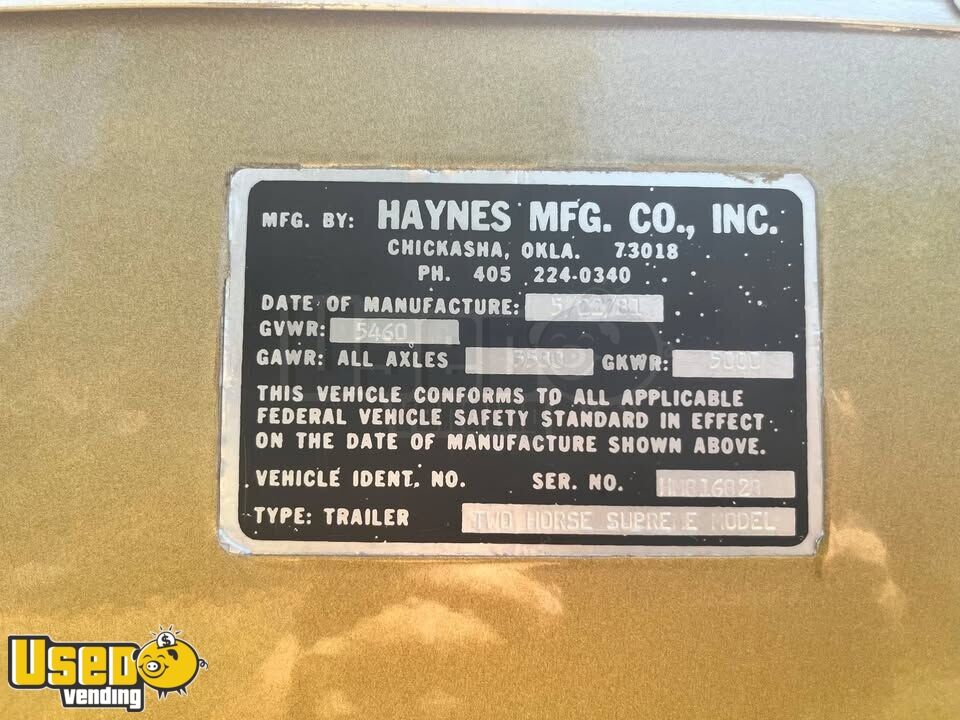 MFG. BY: HAYNES MFG. CO., INC.
CHICKASHA, OKLA. 73018
PH. 405 224-0340
DATE OF MANUFACTURE:
GVWR: 5460
GAWR: ALL AXLES GKWR: 5000
THIS VEHICLE CONFORMS TO ALL APPLICABLE
FEDERAL VEHICLE SAFETY STANDARD IN EFFECT
ON THE DATE OF MANUFACTURE SHOWN ABOVE.
VEHICLE IDENT. NO. SER. NO.
TYPE: TRAILER TWO HORSE SUPREME MODEL
USED
vending